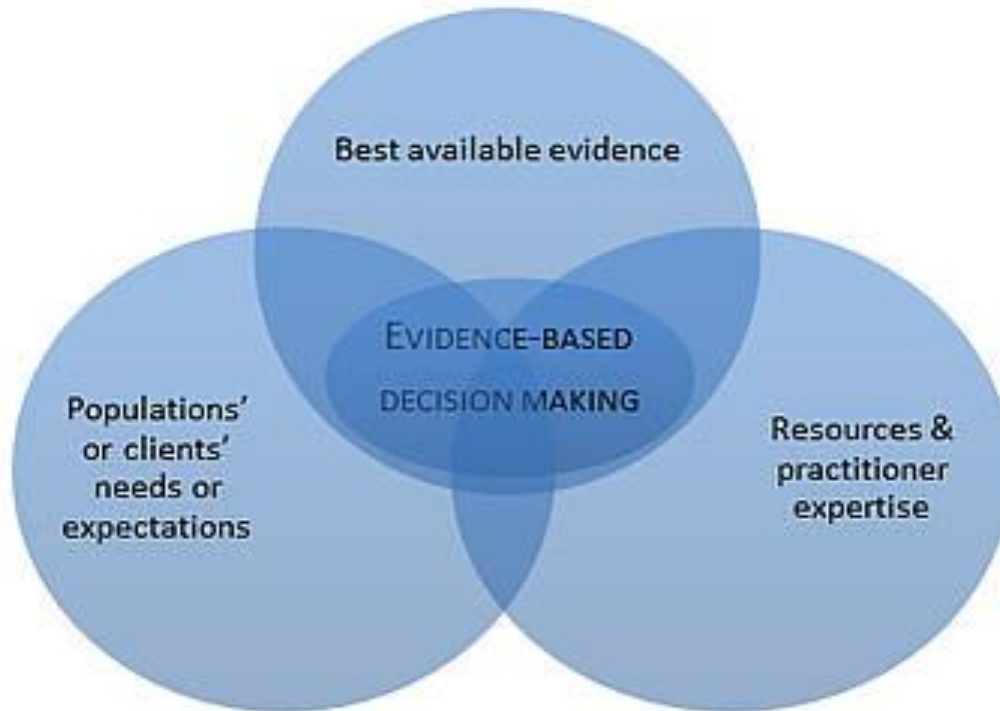 Best available evidence
EVIDENCE-BASED
DECISION MAKING
Populations’
or clients’
needs or
expectations
Resources &
practitioner
expertise